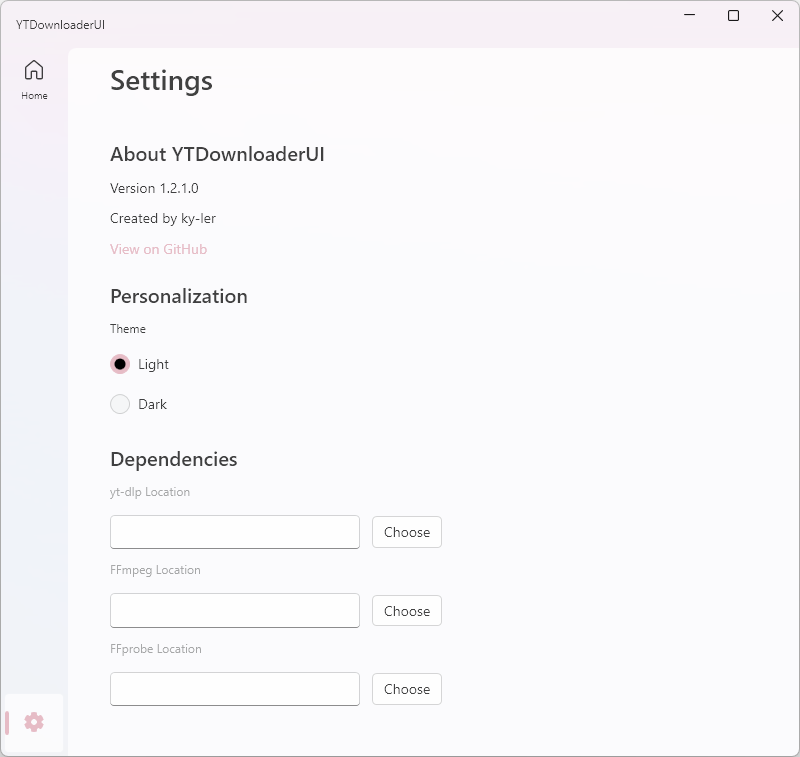 YTDownloaderUI
Home
Settings
About YTDownloaderUI
Version 1.2.1.0
Created by ky-ler
View on GitHub
Personalization
Theme
Light
Dark
Dependencies
yt-dlp Location
Choose
FFmpeg Location
Choose
FFprobe Location
Choose